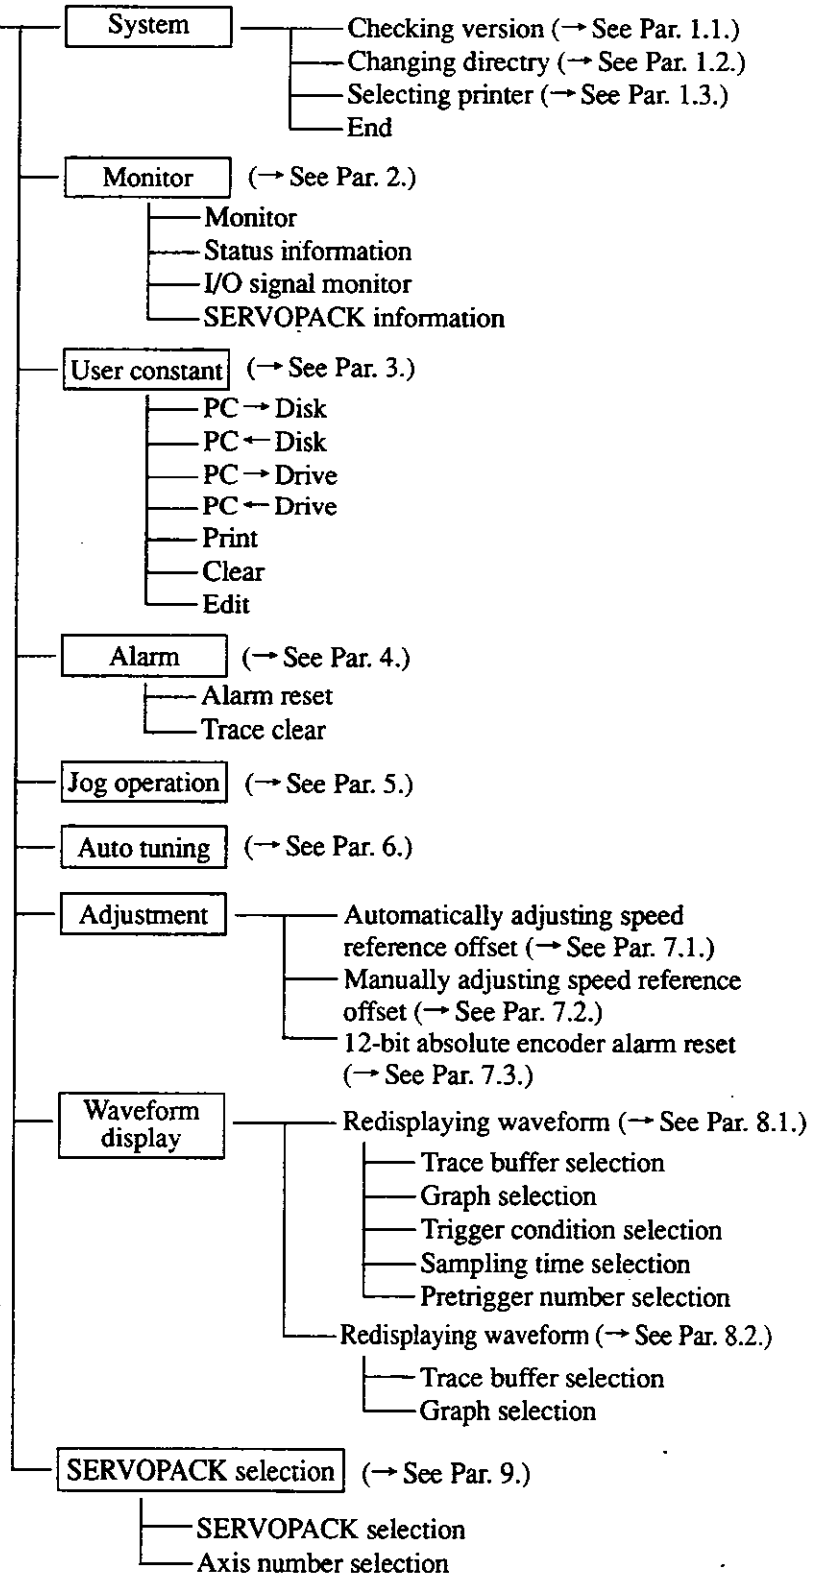 System
Checking version (→ See Par. 1.1.)
Changing directry (→ See Par. 1.2.)
Selecting printer (→ See Par. 1.3.)
End
Monitor (→ See Par. 2.)
Monitor
Status information
I/O signal monitor
SERVOPACK information
User constant (→ See Par. 3.)
PC → Disk
PC ← Disk
PC → Drive
PC ← Drive
Print
Clear
Edit
Alarm (→ See Par. 4.)
Alarm reset
Trace clear
Jog operation (→ See Par. 5.)
Auto tuning (→ See Par. 6.)
Adjustment
Automatically adjusting speed
reference offset (→ See Par. 7.1.)
Manually adjusting speed reference
offset (→ See Par. 7.2.)
12-bit absolute encoder alarm reset
(→ See Par. 7.3.)
Waveform
display
Redisplaying waveform (→ See Par. 8.1.)
Trace buffer selection
Graph selection
Trigger condition selection
Sampling time selection
Pretrigger number selection
Redisplaying waveform (→ See Par. 8.2.)
Trace buffer selection
Graph selection
SERVOPACK selection (→ See Par. 9.)
SERVOPACK selection
Axis number selection